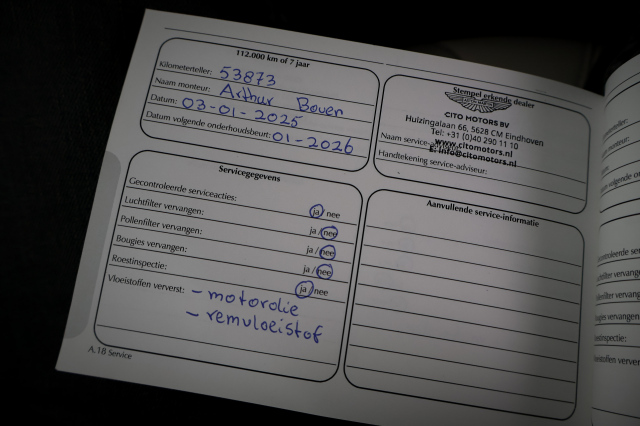 112.000 km of 7 jaar
Kilometerteller: 53873
Naam monteur: Arthur Bouer
Datum: 03-01-2025
Datum volgende onderhoudsbeurt: 01-2026
Stempel erkende dealer
CITO MOTORS BV
Huizingalaan 66, 5628 CM Eindhoven
Tel: +31 (0)40 290 11 10
www.citomotors.nl
E: info@citomotors.nl
Naam service-
Handtekening service-adviseur:
Servicegegevens
Gecontroleerde serviceacties: ja / nee
Luchtfilter vervangen: ja / nee
Pollenfilter vervangen: ja / nee
Bougies vervangen: ja / nee
Roestinspectie: ja / nee
Vloeistoffen ververst: - motorolie
- remvloeistof
Aanvullende service-informatie
A.18 Service